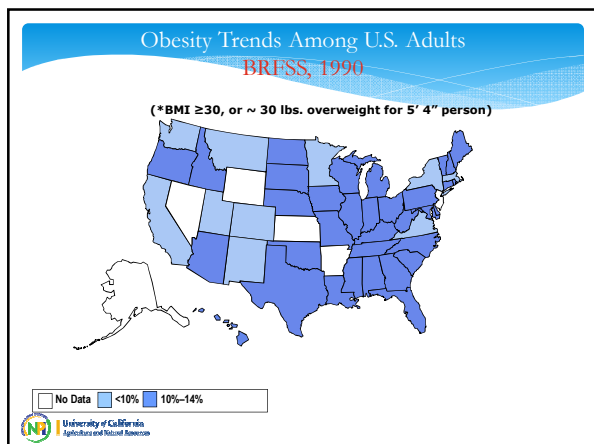 Obesity Trends Among U.S. Adults
BRFSS, 1990
(*BMI ≥30, or ~ 30 lbs. overweight for 5' 4" person)
No Data <10% 10%–14%
NPI University of California
Agriculture and Natural Resources